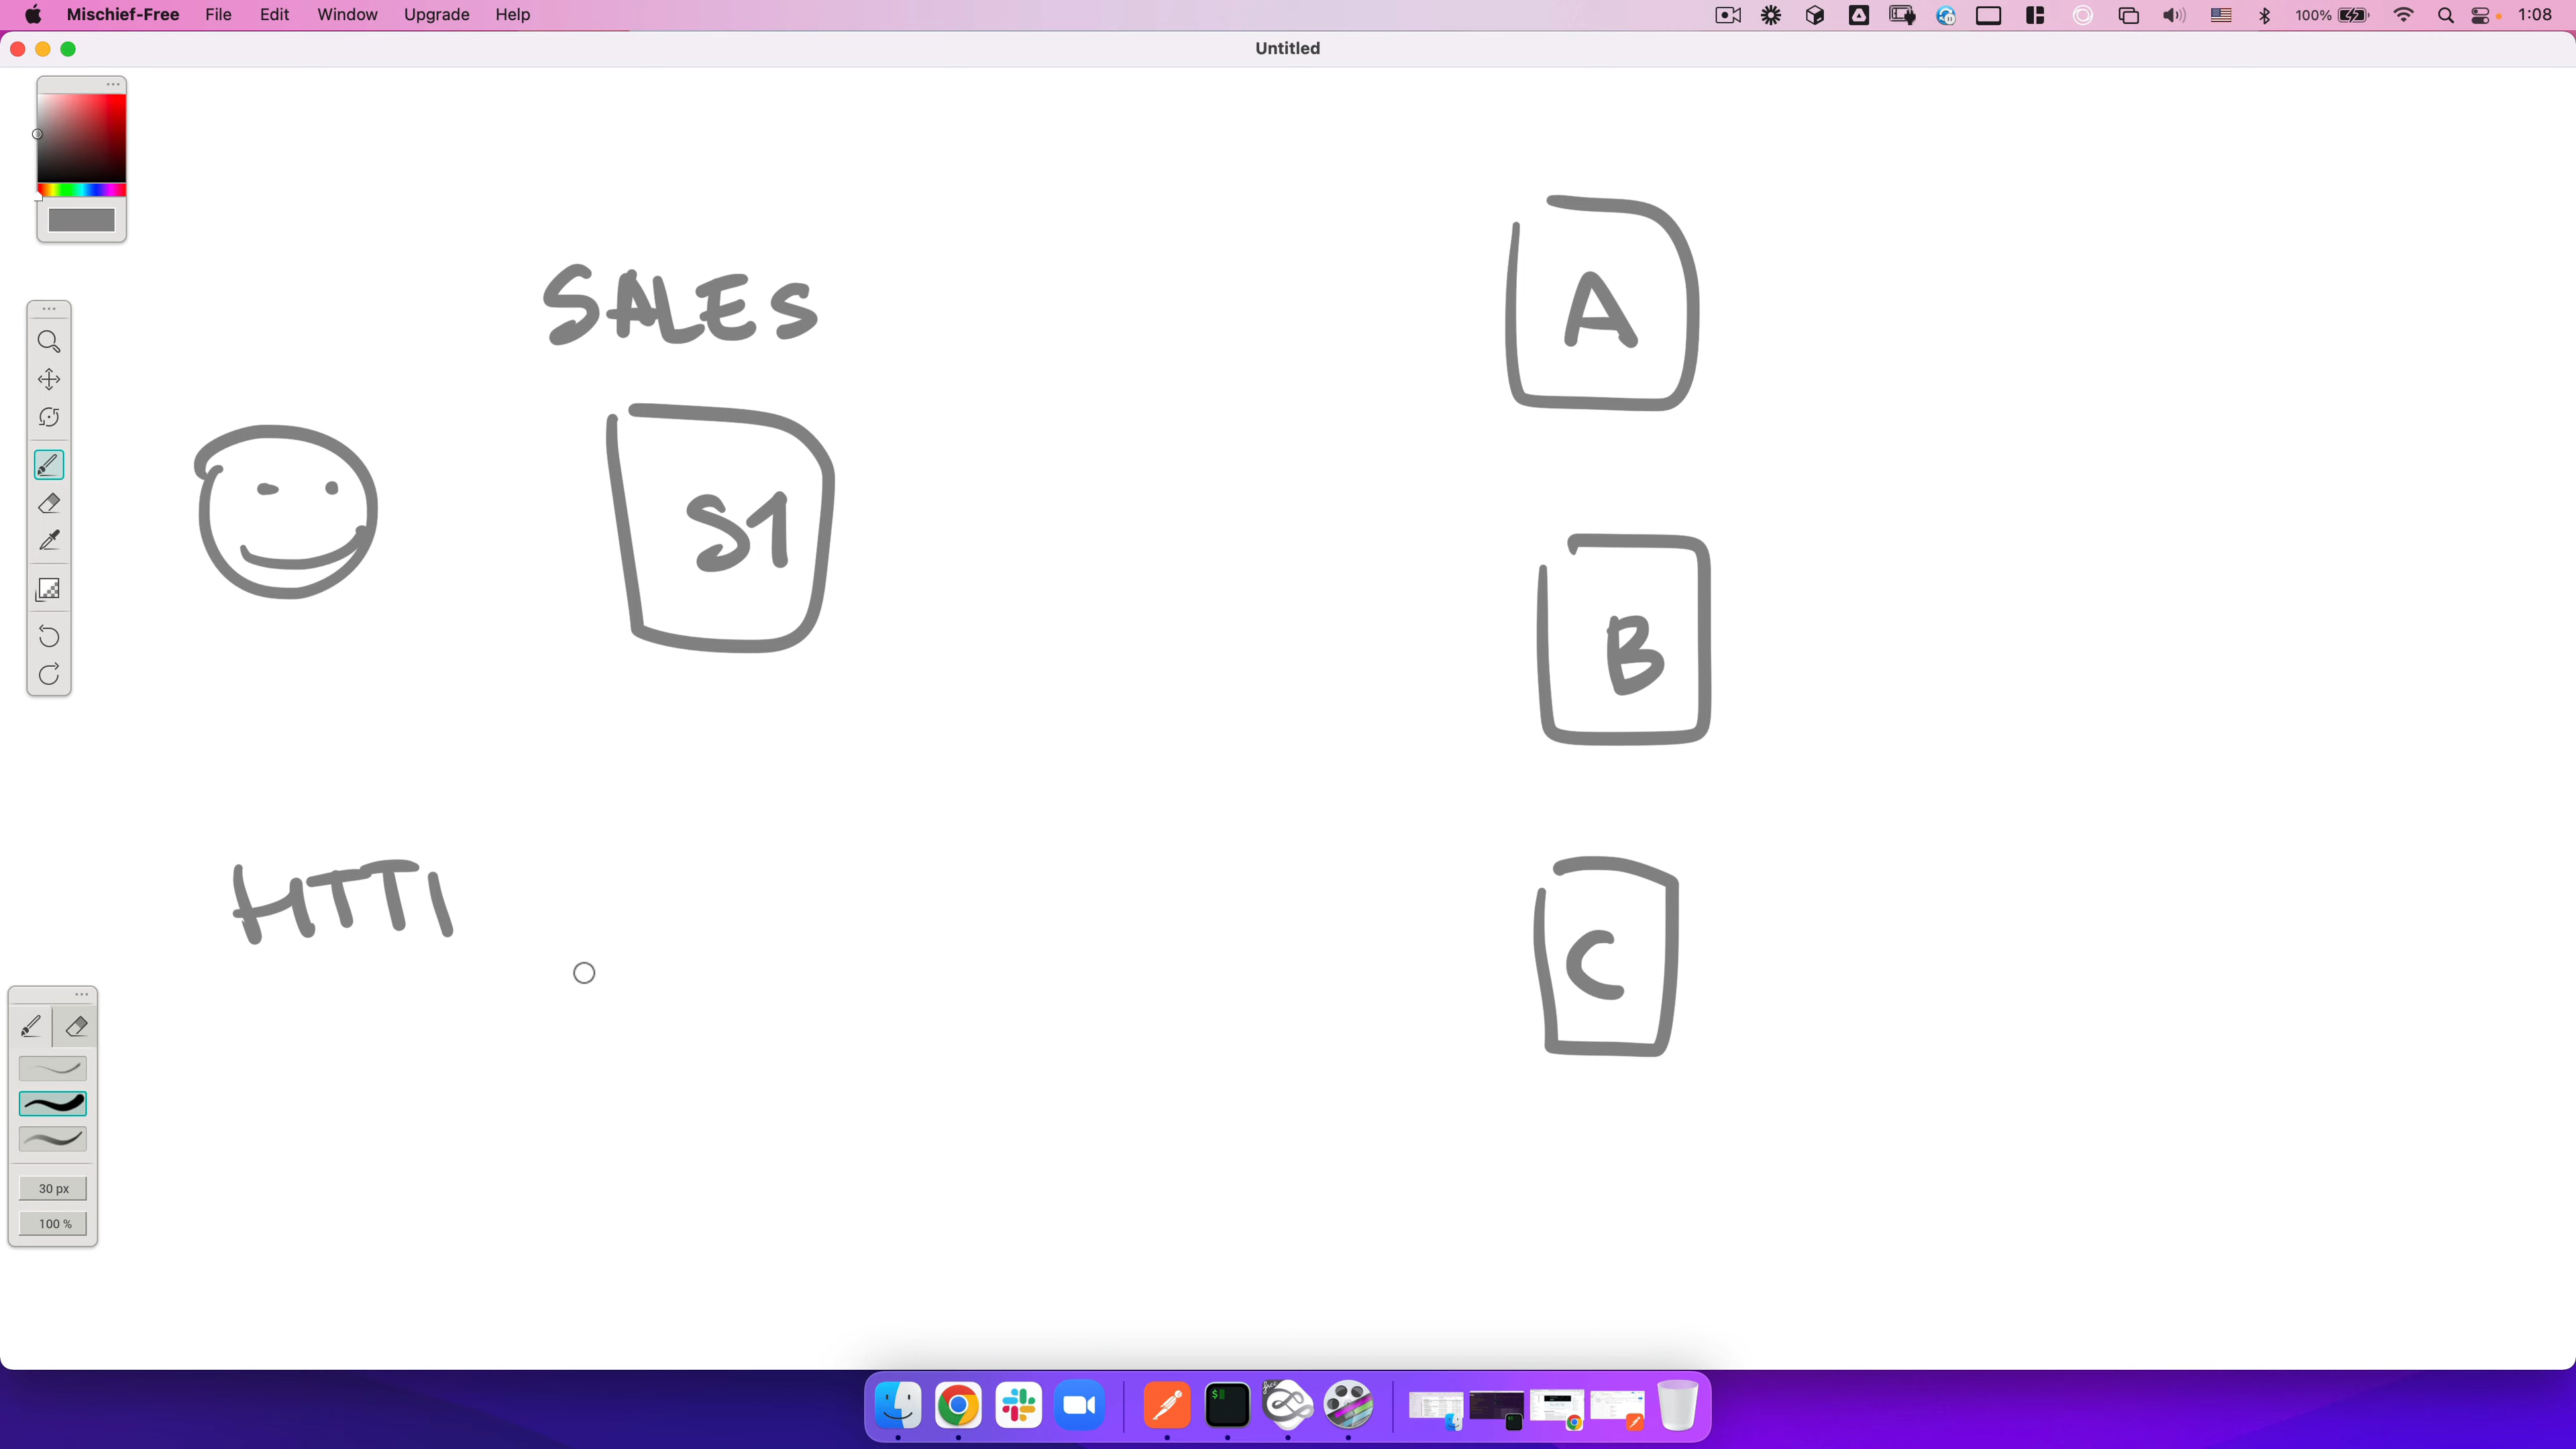 Mischief-Free File Edit Window Upgrade Help 100% 1:08
Untitled
SALES
A
S1
B
HTTI
C
30 px
100 %